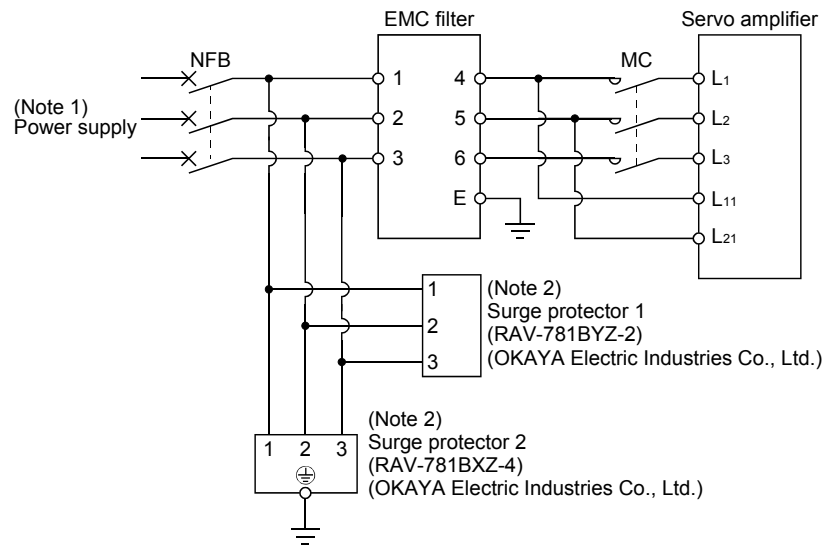 EMC filter
Servo amplifier
NFB
MC
(Note 1)
Power supply
1
2
3
4
5
6
E
L1
L2
L3
L11
L21
1
2
3
(Note 2)
Surge protector 1
(RAV-781BYZ-2)
(OKAYA Electric Industries Co., Ltd.)
1 2 3
(Note 2)
Surge protector 2
(RAV-781BXZ-4)
(OKAYA Electric Industries Co., Ltd.)